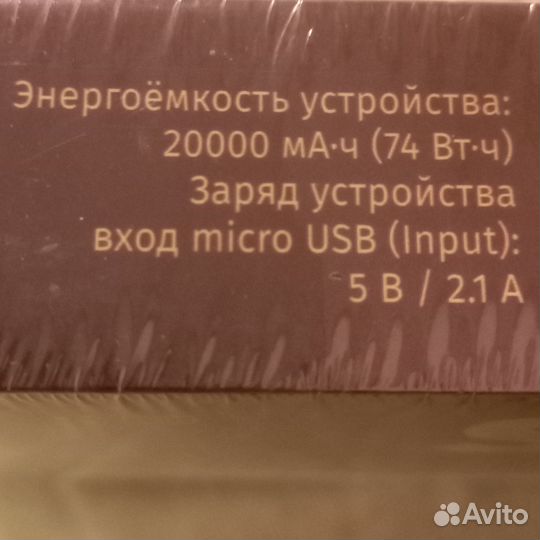 Энергоёмкость устройства:
20000 мА·ч (74 Вт·ч)
Заряд устройства
вход micro USB (Input):
5 В / 2.1 А
Avito